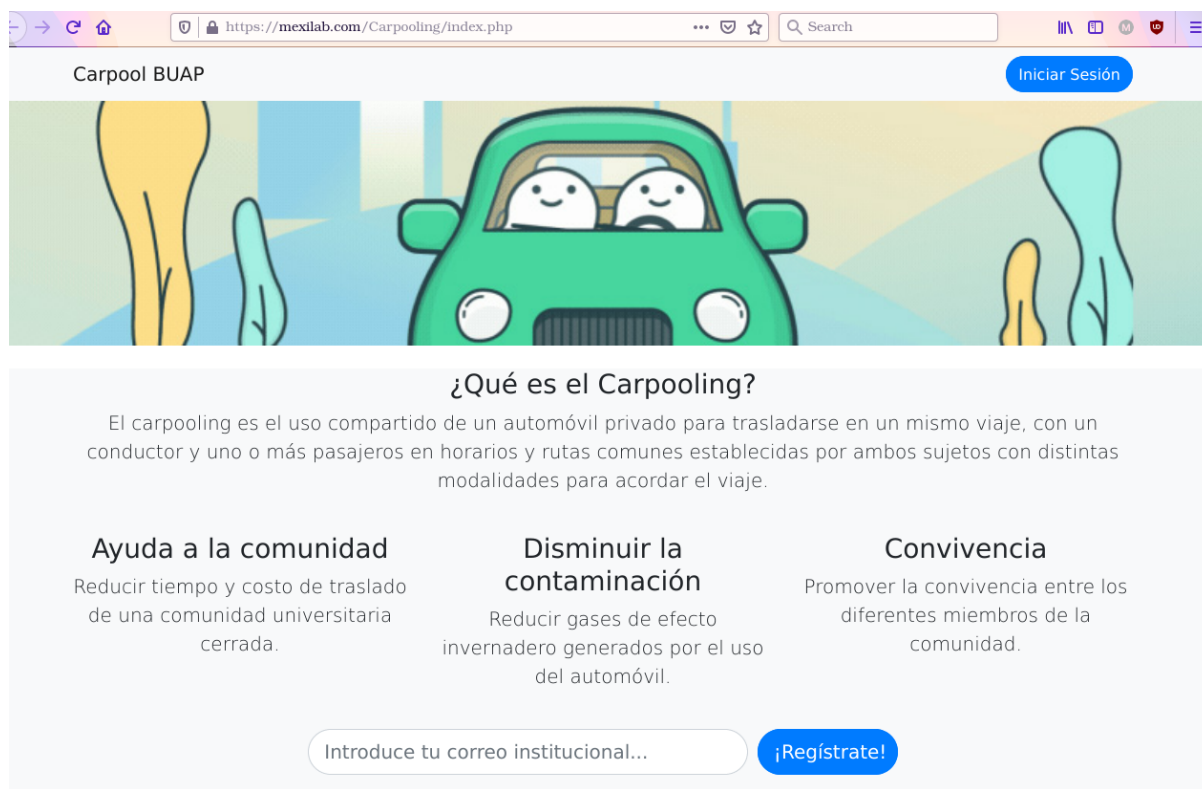 https://mexilab.com/Carpooling/index.php
Search
Carpool BUAP
Iniciar Sesión
¿Qué es el Carpooling?
El carpooling es el uso compartido de un automóvil privado para trasladarse en un mismo viaje, con un
conductor y uno o más pasajeros en horarios y rutas comunes establecidas por ambos sujetos con distintas
modalidades para acordar el viaje.
Ayuda a la comunidad
Reducir tiempo y costo de traslado
de una comunidad universitaria
cerrada.
Disminuir la
contaminación
Reducir gases de efecto
invernadero generados por el uso
del automóvil.
Convivencia
Promover la convivencia entre los
diferentes miembros de la
comunidad.
Introduce tu correo institucional...
¡Regístrate!